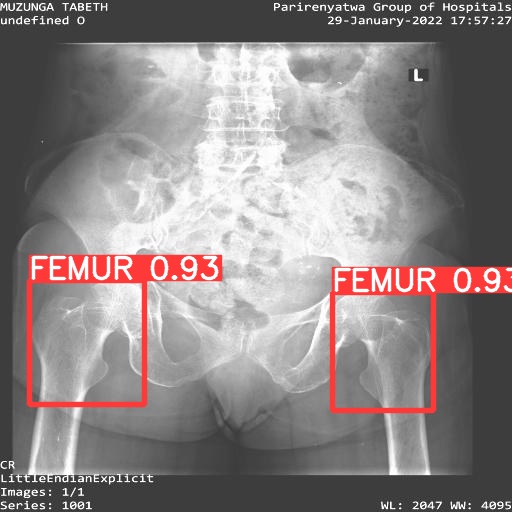 MUZUNGA TABETH
undefined O
Parirenyatwa Group of Hospitals
29-January-2022 17:57:27
L
FEMUR 0.93
FEMUR 0.93
CR
LittleEndianExplicit
Images: 1/1
Series: 1001
WL: 2047 WW: 4095